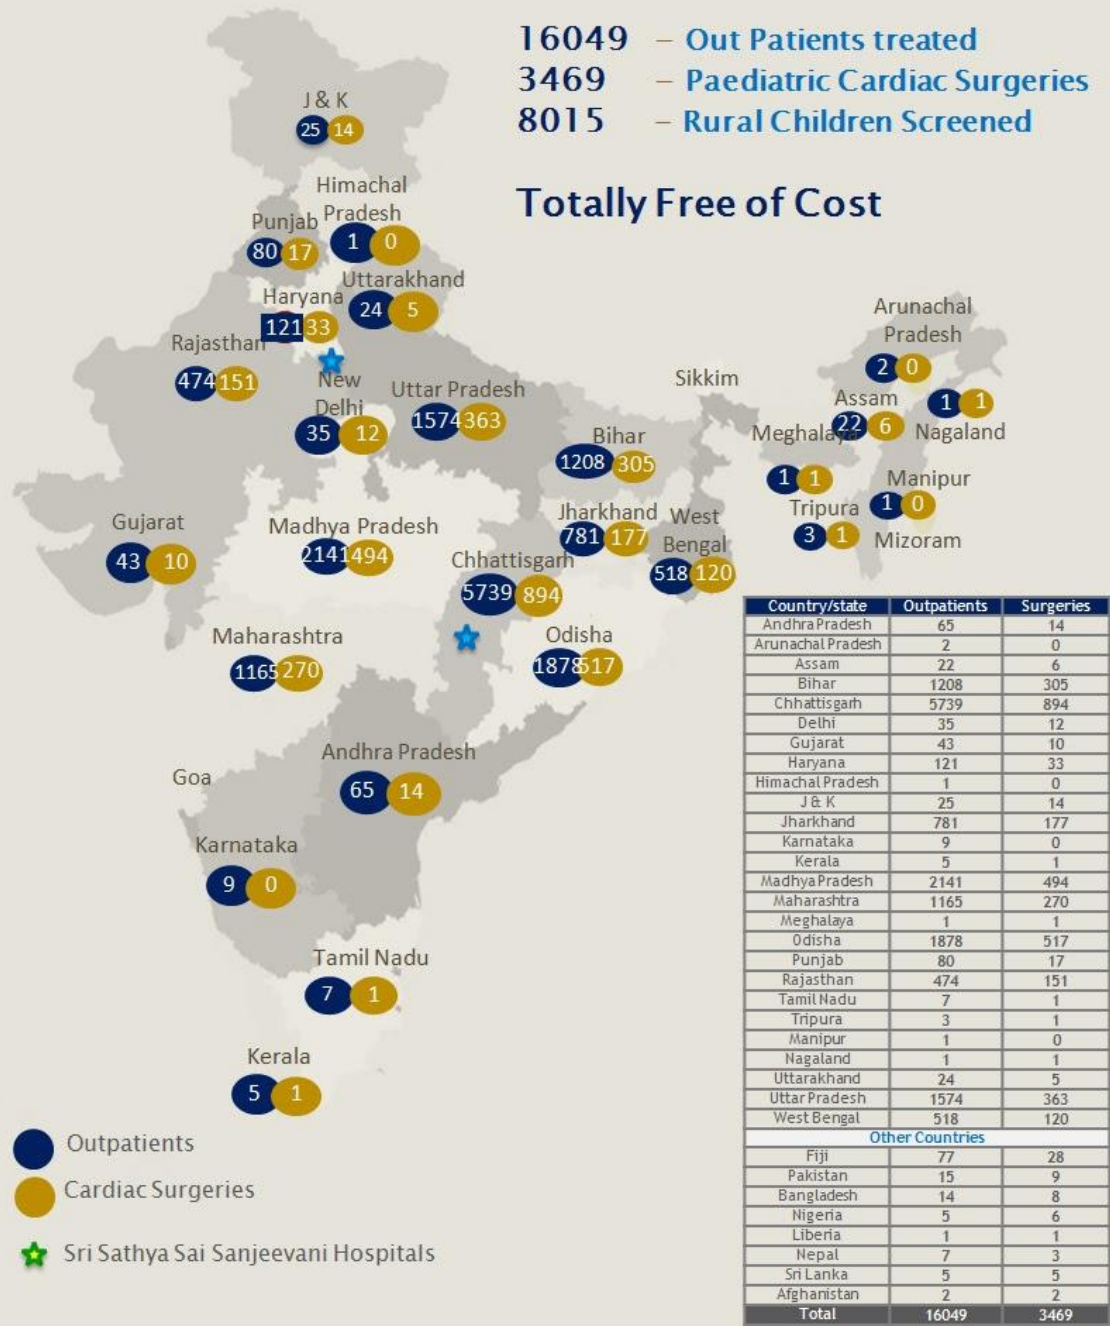 16049 – Out Patients treated
3469 – Paediatric Cardiac Surgeries
8015 – Rural Children Screened
Totally Free of Cost
J & K
25 14
Himachal
Pradesh
1 0
Punjab
80 17
Uttarakhand
24 5
Haryana
121 33
Rajasthan
474 151
New
Delhi
35 12
Uttar Pradesh
1574 363
Sikkim
Arunachal
Pradesh
2 0
Assam
22 6
1 1
Nagaland
Meghalaya
1 1
Bihar
1208 305
Manipur
1 0
Tripura
3 1
Mizoram
Jharkhand
781 177
West
Bengal
518 120
Gujarat
43 10
Madhya Pradesh
2141 494
Chhattisgarh
5739 894
Maharashtra
1165 270
Odisha
1878 517
Andhra Pradesh
65 14
Goa
Karnataka
9 0
Tamil Nadu
7 1
Kerala
5 1
Outpatients
Cardiac Surgeries
Sri Sathya Sai Sanjeevani Hospitals
Country/state Outpatients Surgeries
Andhra Pradesh 65 14
Arunachal Pradesh 2 0
Assam 22 6
Bihar 1208 305
Chhattisgarh 5739 894
Delhi 35 12
Gujarat 43 10
Haryana 121 33
Himachal Pradesh 1 0
J & K 25 14
Jharkhand 781 177
Karnataka 9 0
Kerala 5 1
Madhya Pradesh 2141 494
Maharashtra 1165 270
Meghalaya 1 1
Odisha 1878 517
Punjab 80 17
Rajasthan 474 151
Tamil Nadu 7 1
Tripura 3 1
Manipur 1 0
Nagaland 1 1
Uttarakhand 24 5
Uttar Pradesh 1574 363
West Bengal 518 120
Other Countries
Fiji 77 28
Pakistan 15 9
Bangladesh 14 8
Nigeria 5 6
Liberia 1 1
Nepal 7 3
Sri Lanka 5 5
Afghanistan 2 2
Total 16049 3469